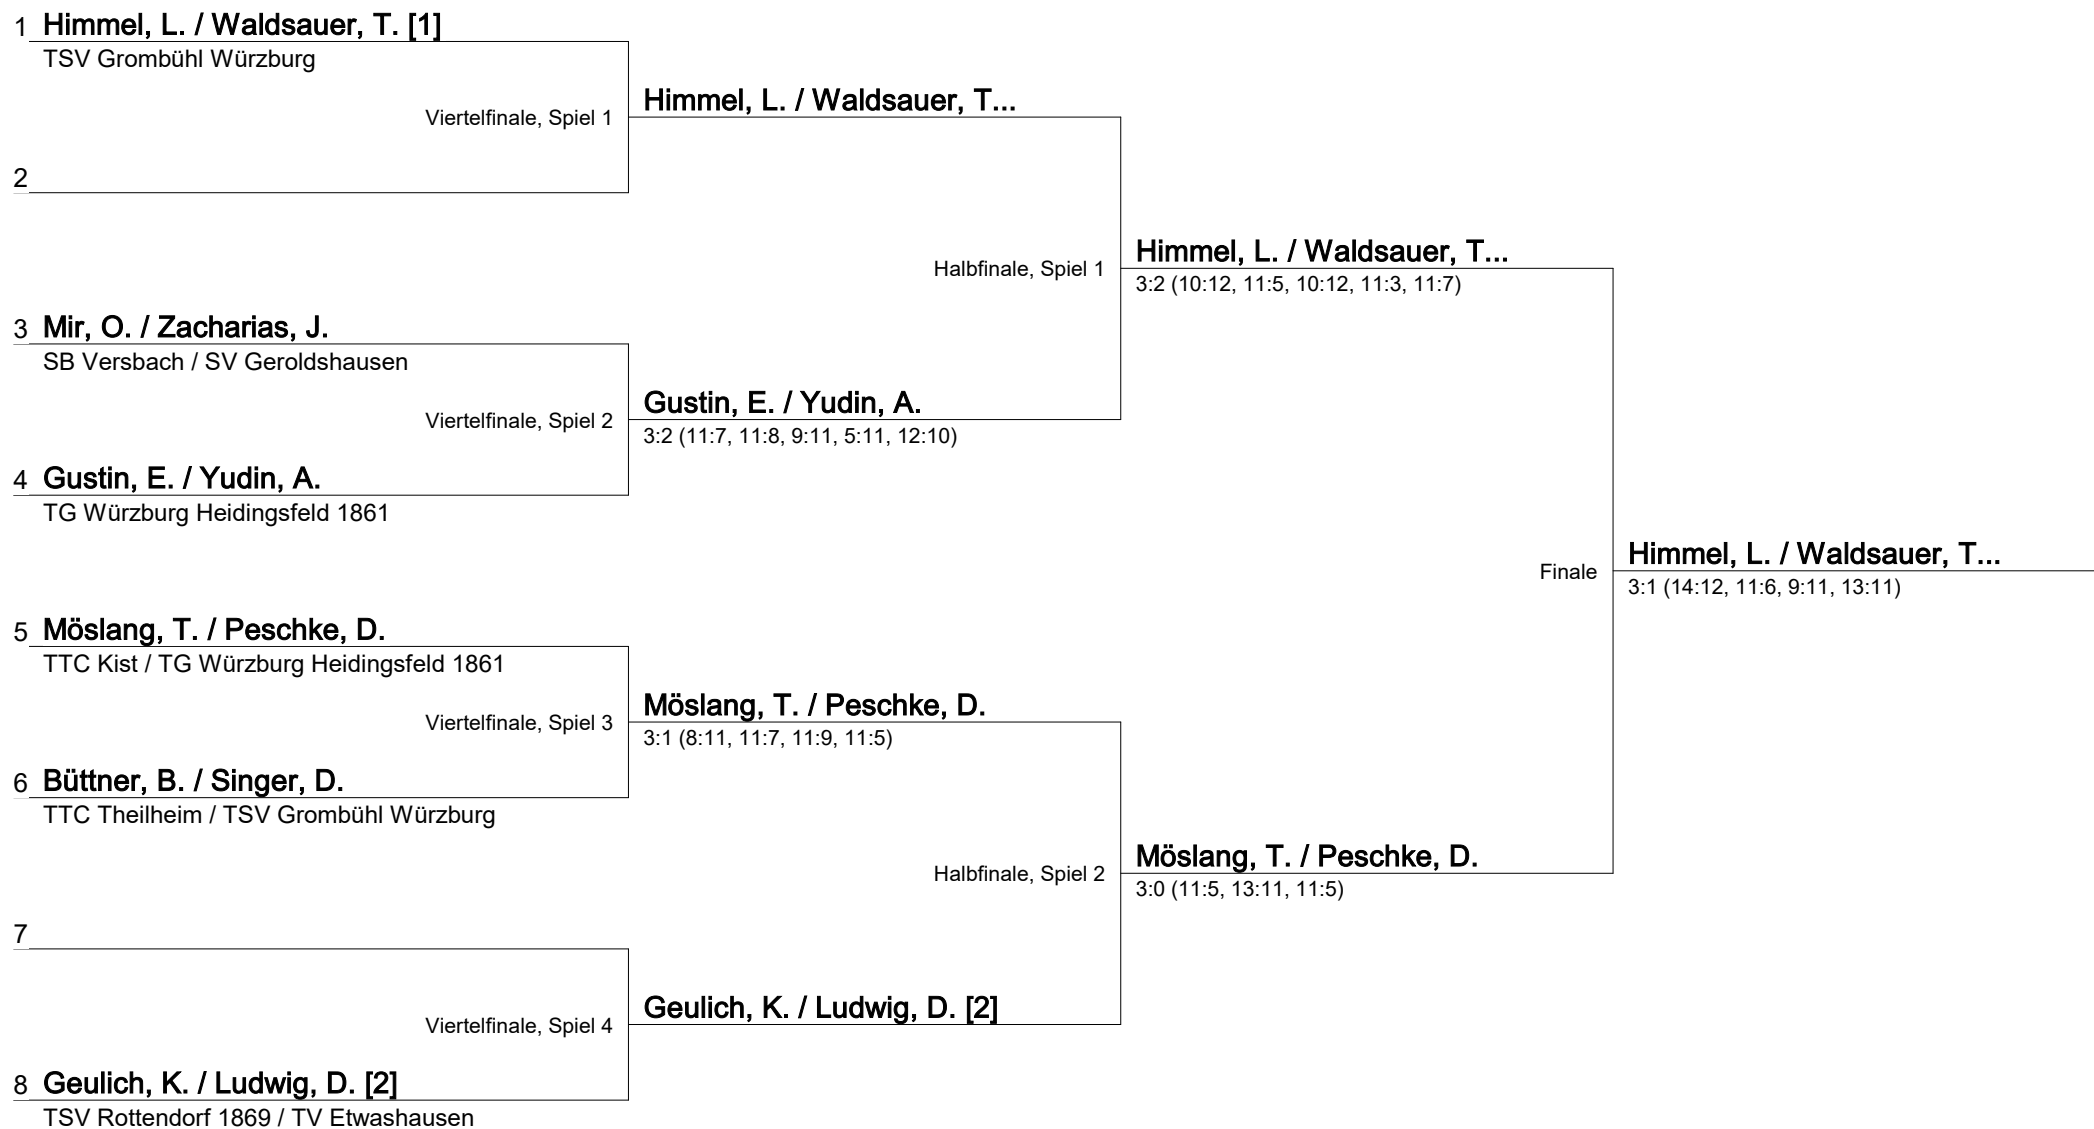 1 Himmel, L. / Waldsauer, T. [1]
TSV Grombühl Würzburg
Viertelfinale, Spiel 1
Himmel, L. / Waldsauer, T...
2
Halbfinale, Spiel 1
Himmel, L. / Waldsauer, T...
3:2 (10:12, 11:5, 10:12, 11:3, 11:7)
3 Mir, O. / Zacharias, J.
SB Versbach / SV Geroldshausen
Viertelfinale, Spiel 2
Gustin, E. / Yudin, A.
3:2 (11:7, 11:8, 9:11, 5:11, 12:10)
4 Gustin, E. / Yudin, A.
TG Würzburg Heidingsfeld 1861
Finale
Himmel, L. / Waldsauer, T...
3:1 (14:12, 11:6, 9:11, 13:11)
5 Möslang, T. / Peschke, D.
TTC Kist / TG Würzburg Heidingsfeld 1861
Viertelfinale, Spiel 3
Möslang, T. / Peschke, D.
3:1 (8:11, 11:7, 11:9, 11:5)
6 Büttner, B. / Singer, D.
TTC Theilheim / TSV Grombühl Würzburg
Halbfinale, Spiel 2
Möslang, T. / Peschke, D.
3:0 (11:5, 13:11, 11:5)
7
Viertelfinale, Spiel 4
Geulich, K. / Ludwig, D. [2]
8 Geulich, K. / Ludwig, D. [2]
TSV Rottendorf 1869 / TV Etwashausen